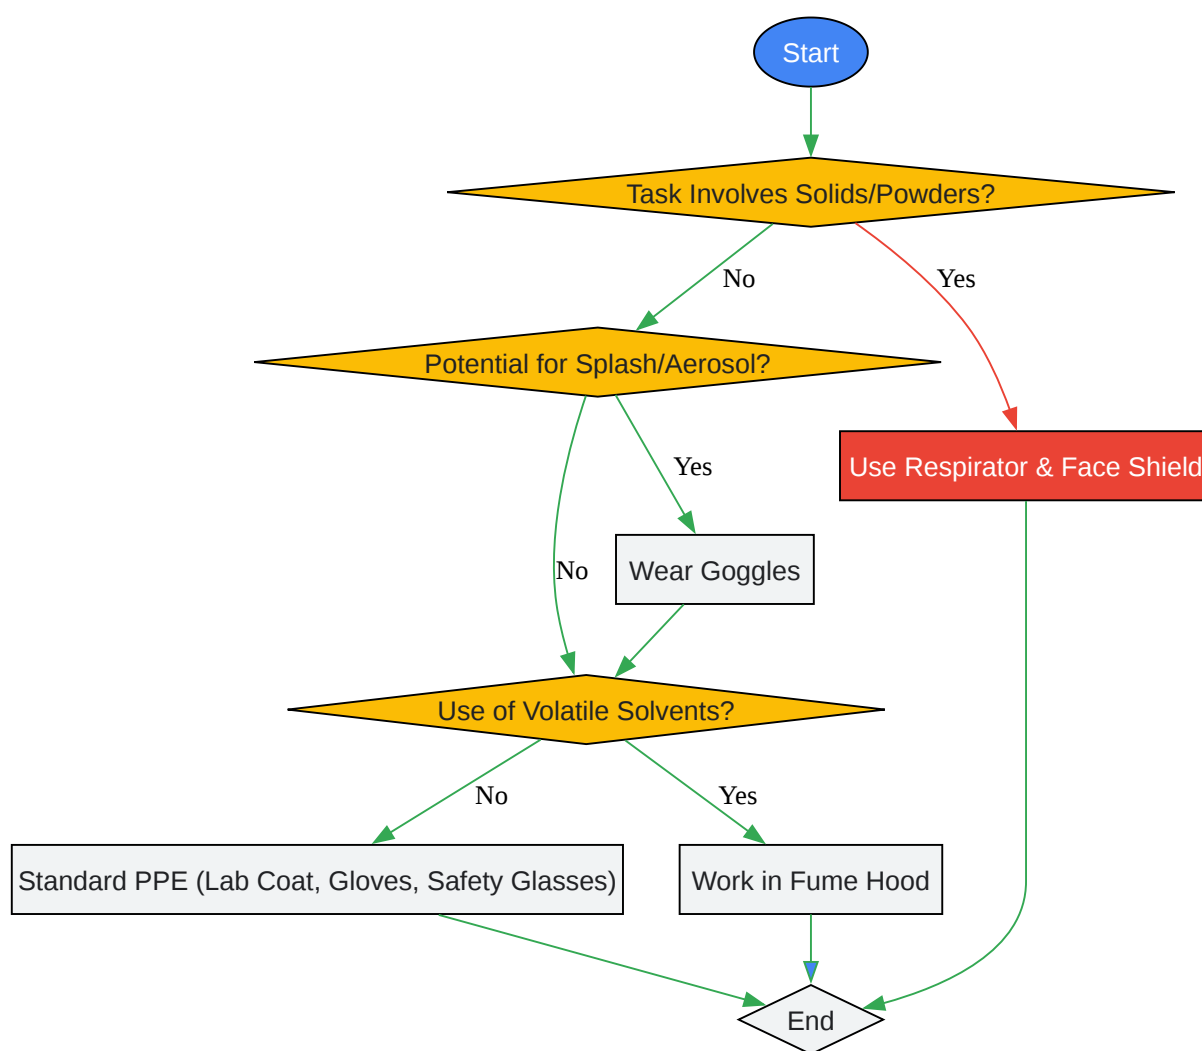 Start
Task Involves Solids/Powders?
No
Yes
Potential for Splash/Aerosol?
Use Respirator & Face Shield
Yes
No
Wear Goggles
Use of Volatile Solvents?
No
Yes
Standard PPE (Lab Coat, Gloves, Safety Glasses)
Work in Fume Hood
End